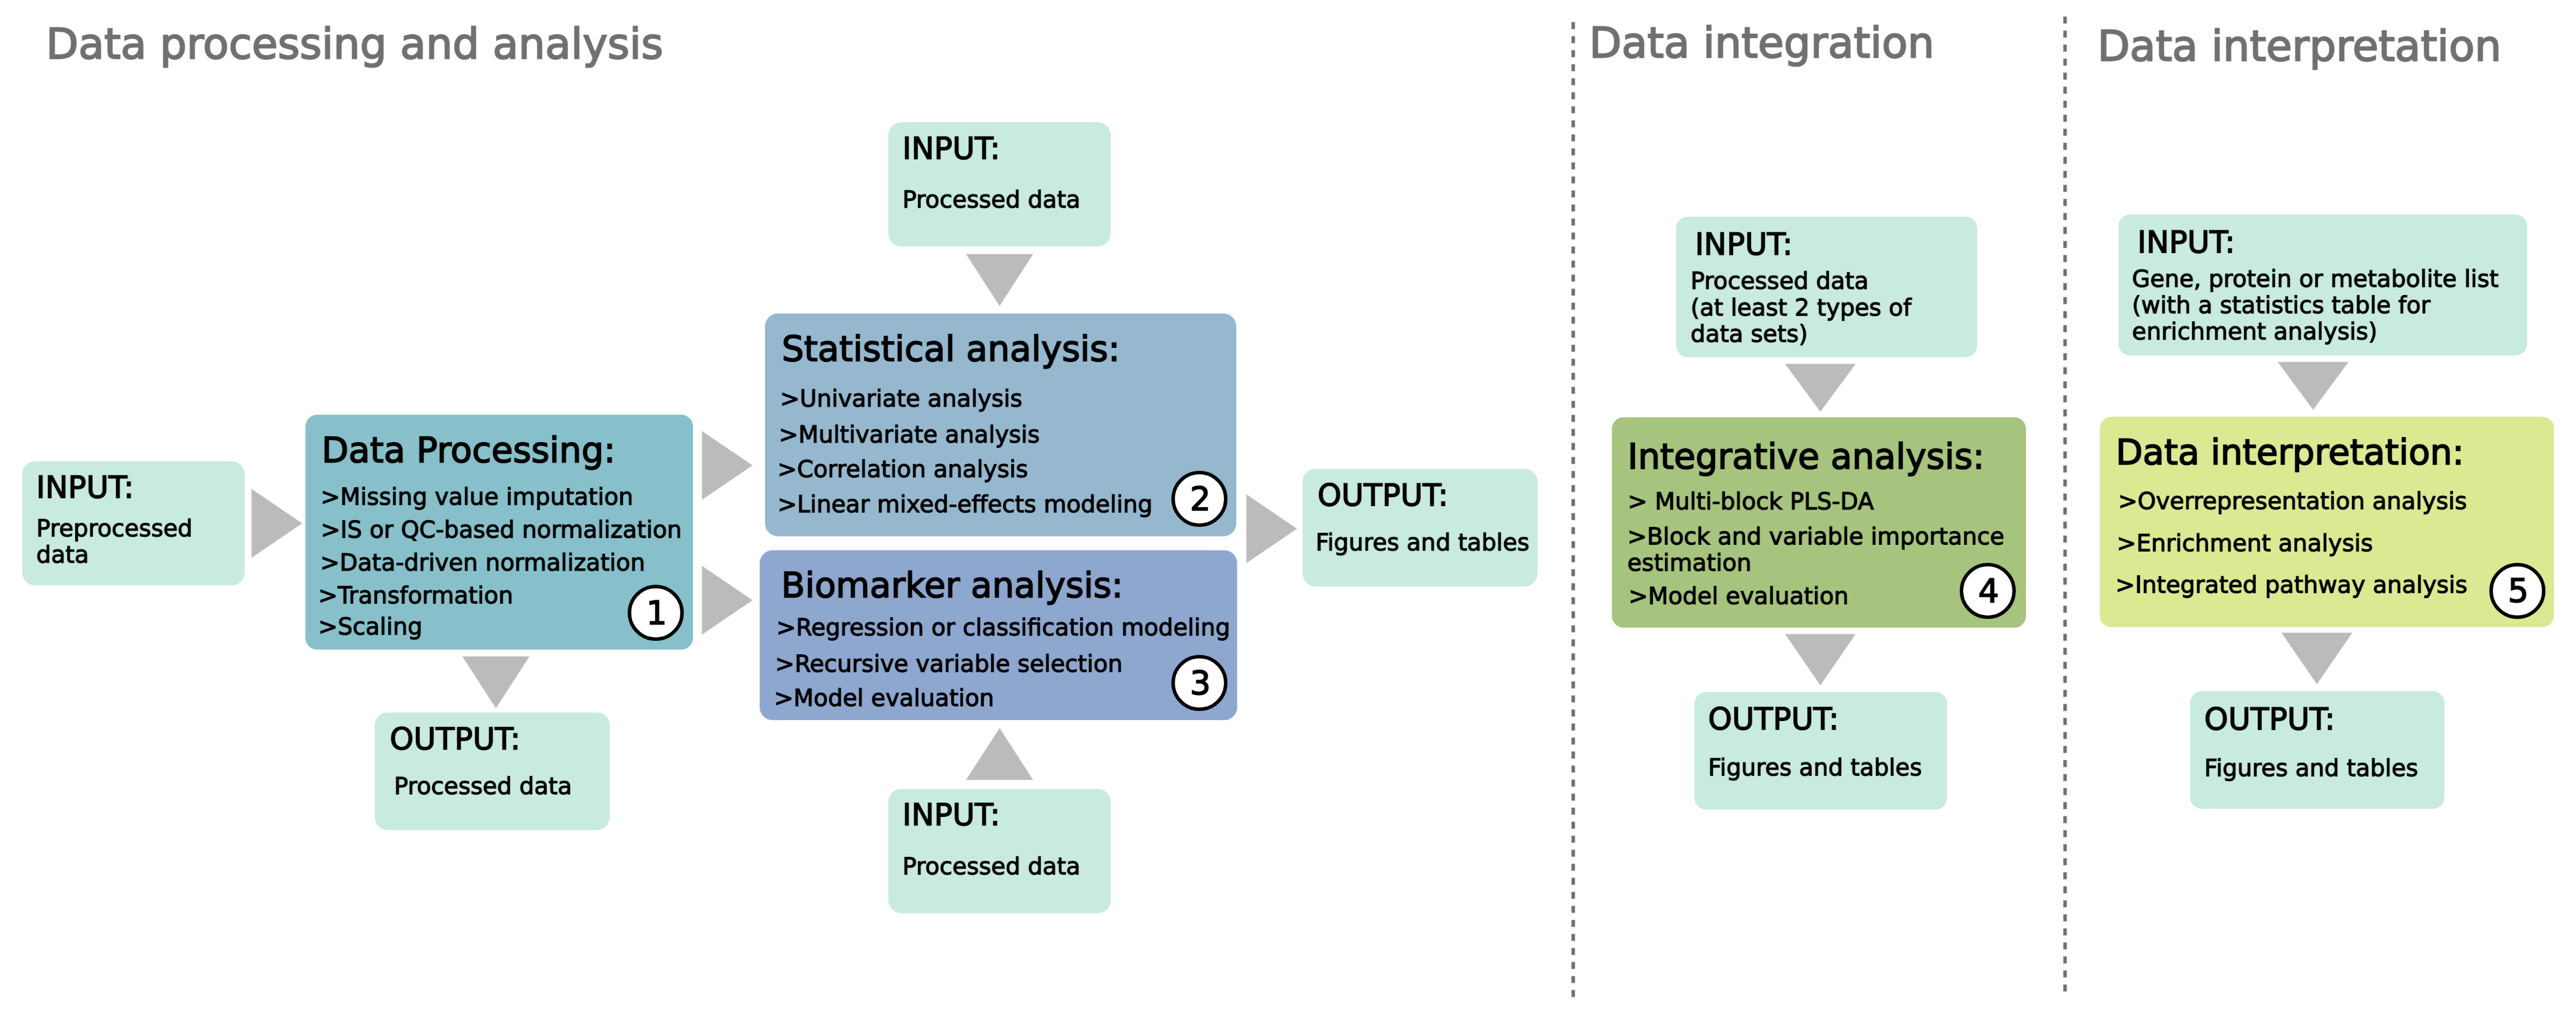 Data processing and analysis
INPUT:
Preprocessed
data
Data Processing:
>Missing value imputation
>IS or QC-based normalization
>Data-driven normalization
>Transformation
>Scaling
1
OUTPUT:
Processed data
INPUT:
Processed data
Statistical analysis:
>Univariate analysis
>Multivariate analysis
>Correlation analysis
>Linear mixed-effects modeling
2
Biomarker analysis:
>Regression or classification modeling
>Recursive variable selection
>Model evaluation
3
INPUT:
Processed data
OUTPUT:
Figures and tables
Data integration
INPUT:
Processed data
(at least 2 types of
data sets)
Integrative analysis:
> Multi-block PLS-DA
>Block and variable importance
estimation
>Model evaluation
4
OUTPUT:
Figures and tables
Data interpretation
INPUT:
Gene, protein or metabolite list
(with a statistics table for
enrichment analysis)
Data interpretation:
>Overrepresentation analysis
>Enrichment analysis
>Integrated pathway analysis
5
OUTPUT:
Figures and tables